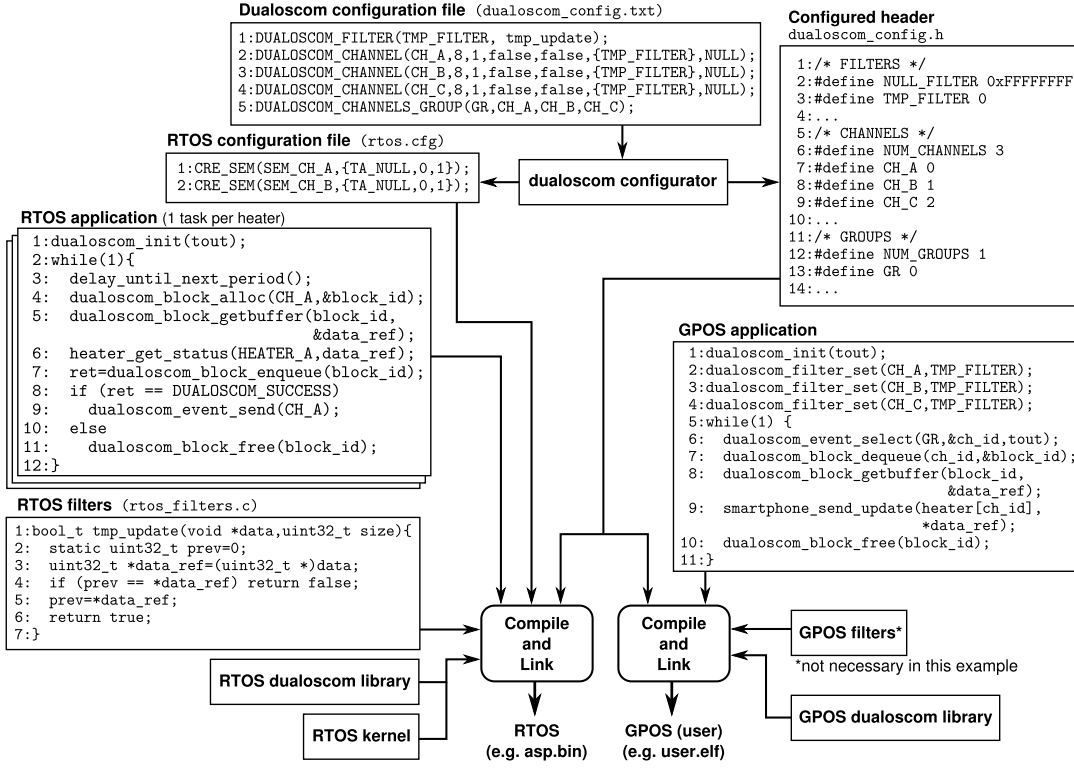 Dualoscom configuration file (dualoscom_config.txt)
1:DUALOSCOM_FILTER(TMP_FILTER, tmp_update);
2:DUALOSCOM_CHANNEL(CH_A,8,1,false,false,{TMP_FILTER},NULL);
3:DUALOSCOM_CHANNEL(CH_B,8,1,false,false,{TMP_FILTER},NULL);
4:DUALOSCOM_CHANNEL(CH_C,8,1,false,false,{TMP_FILTER},NULL);
5:DUALOSCOM_CHANNELS_GROUP(GR,CH_A,CH_B,CH_C);
Configured header
dualoscom_config.h
1:/* FILTERS */
2:#define NULL_FILTER 0xFFFFFFFF
3:#define TMP_FILTER 0
4:...
5:/* CHANNELS */
6:#define NUM_CHANNELS 3
7:#define CH_A 0
8:#define CH_B 1
9:#define CH_C 2
10:...
11:/* GROUPS */
12:#define NUM_GROUPS 1
13:#define GR 0
14:...
RTOS configuration file (rtos.cfg)
1:CRE_SEM(SEM_CH_A,{TA_NULL,0,1});
2:CRE_SEM(SEM_CH_B,{TA_NULL,0,1});
dualoscom configurator
RTOS application (1 task per heater)
1:dualoscom_init(tout);
2:while(1){
3:  delay_until_next_period();
4:  dualoscom_block_alloc(CH_A,&block_id);
5:  dualoscom_block_getbuffer(block_id,
&data_ref);
6:  heater_get_status(HEATER_A,data_ref);
7:  ret=dualoscom_block_enqueue(block_id);
8:  if (ret == DUALOSCOM_SUCCESS)
9:    dualoscom_event_send(CH_A);
10:  else
11:    dualoscom_block_free(block_id);
12:}
GPOS application
1:dualoscom_init(tout);
2:dualoscom_filter_set(CH_A,TMP_FILTER);
3:dualoscom_filter_set(CH_B,TMP_FILTER);
4:dualoscom_filter_set(CH_C,TMP_FILTER);
5:while(1) {
6:  dualoscom_event_select(GR,&ch_id,tout);
7:  dualoscom_block_dequeue(ch_id,&block_id);
8:  dualoscom_block_getbuffer(block_id,
&data_ref);
9:  smartphone_send_update(heater[ch_id],
*data_ref);
10:  dualoscom_block_free(block_id);
11:}
RTOS filters (rtos_filters.c)
1:bool_t tmp_update(void *data,uint32_t size){
2:  static uint32_t prev=0;
3:  uint32_t *data_ref=(uint32_t *)data;
4:  if (prev == *data_ref) return false;
5:  prev=*data_ref;
6:  return true;
7:}
Compile
and
Link
Compile
and
Link
GPOS filters*
*not necessary in this example
RTOS dualoscom library
RTOS kernel
GPOS dualoscom library
RTOS
(e.g. asp.bin)
GPOS (user)
(e.g. user.elf)